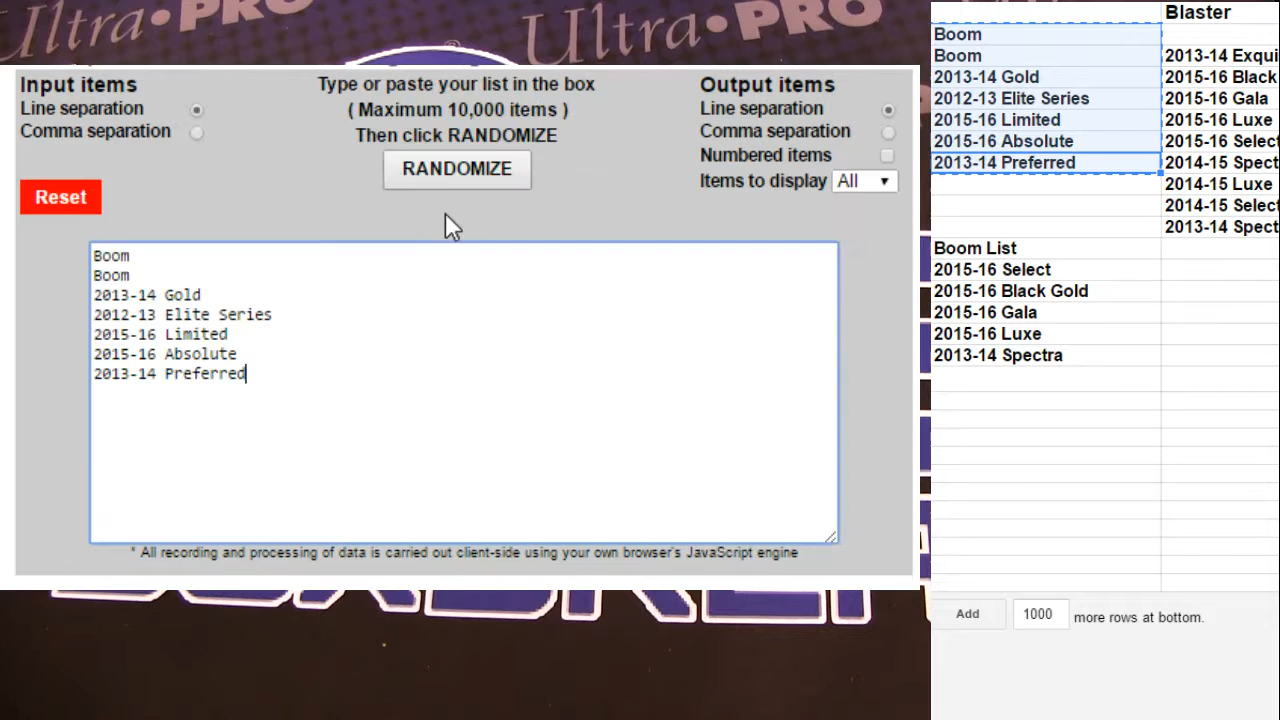 Ultra•PRO
Ultra•PRO
Input items
Line separation
Comma separation
Reset
Type or paste your list in the box
( Maximum 10,000 items )
Then click RANDOMIZE
RANDOMIZE
Output items
Line separation
Comma separation
Numbered items
Items to display All
Boom
Boom
2013-14 Gold
2012-13 Elite Series
2015-16 Limited
2015-16 Absolute
2013-14 Preferred
* All recording and processing of data is carried out client-side using your own browser's JavaScript engine
Blaster
Boom
Boom 2013-14 Exqui
2013-14 Gold 2015-16 Black
2012-13 Elite Series 2015-16 Gala
2015-16 Limited 2015-16 Luxe
2015-16 Absolute 2015-16 Select
2013-14 Preferred 2014-15 Spect
2014-15 Luxe
2014-15 Select
2013-14 Spect
Boom List
2015-16 Select
2015-16 Black Gold
2015-16 Gala
2015-16 Luxe
2013-14 Spectra
Add 1000 more rows at bottom.